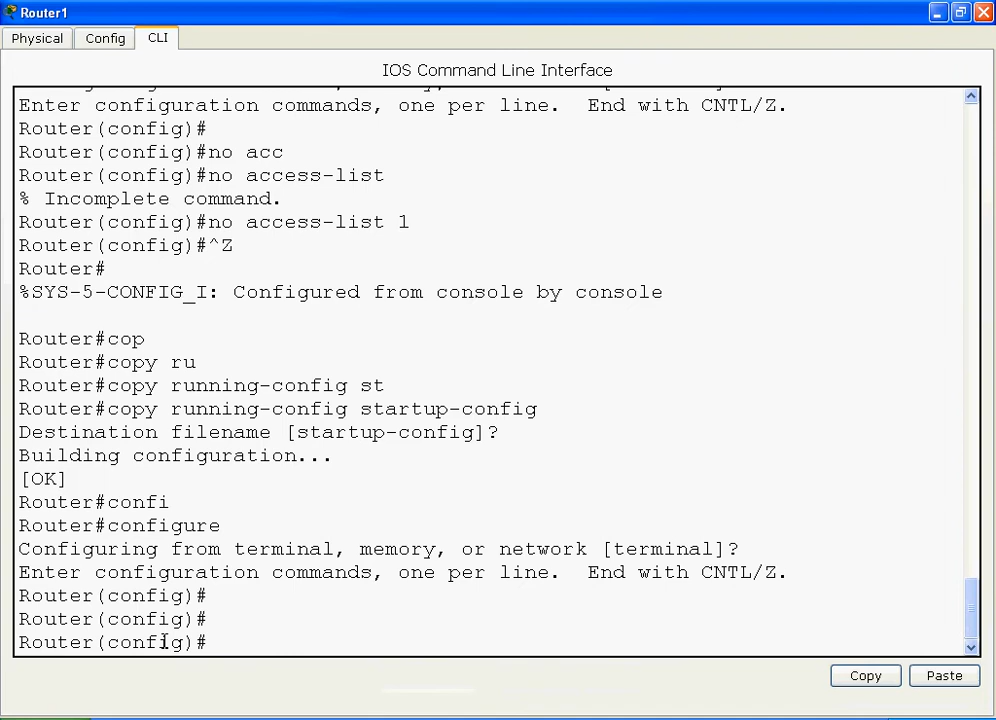 Router1
Physical Config CLI
IOS Command Line Interface
Enter configuration commands, one per line.  End with CNTL/Z.
Router(config)#
Router(config)#no acc
Router(config)#no access-list
% Incomplete command.
Router(config)#no access-list 1
Router(config)#^Z
Router#
%SYS-5-CONFIG_I: Configured from console by console
Router#cop
Router#copy ru
Router#copy running-config st
Router#copy running-config startup-config
Destination filename [startup-config]?
Building configuration...
[OK]
Router#confi
Router#configure
Configuring from terminal, memory, or network [terminal]?
Enter configuration commands, one per line.  End with CNTL/Z.
Router(config)#
Router(config)#
Router(config)#
Copy Paste